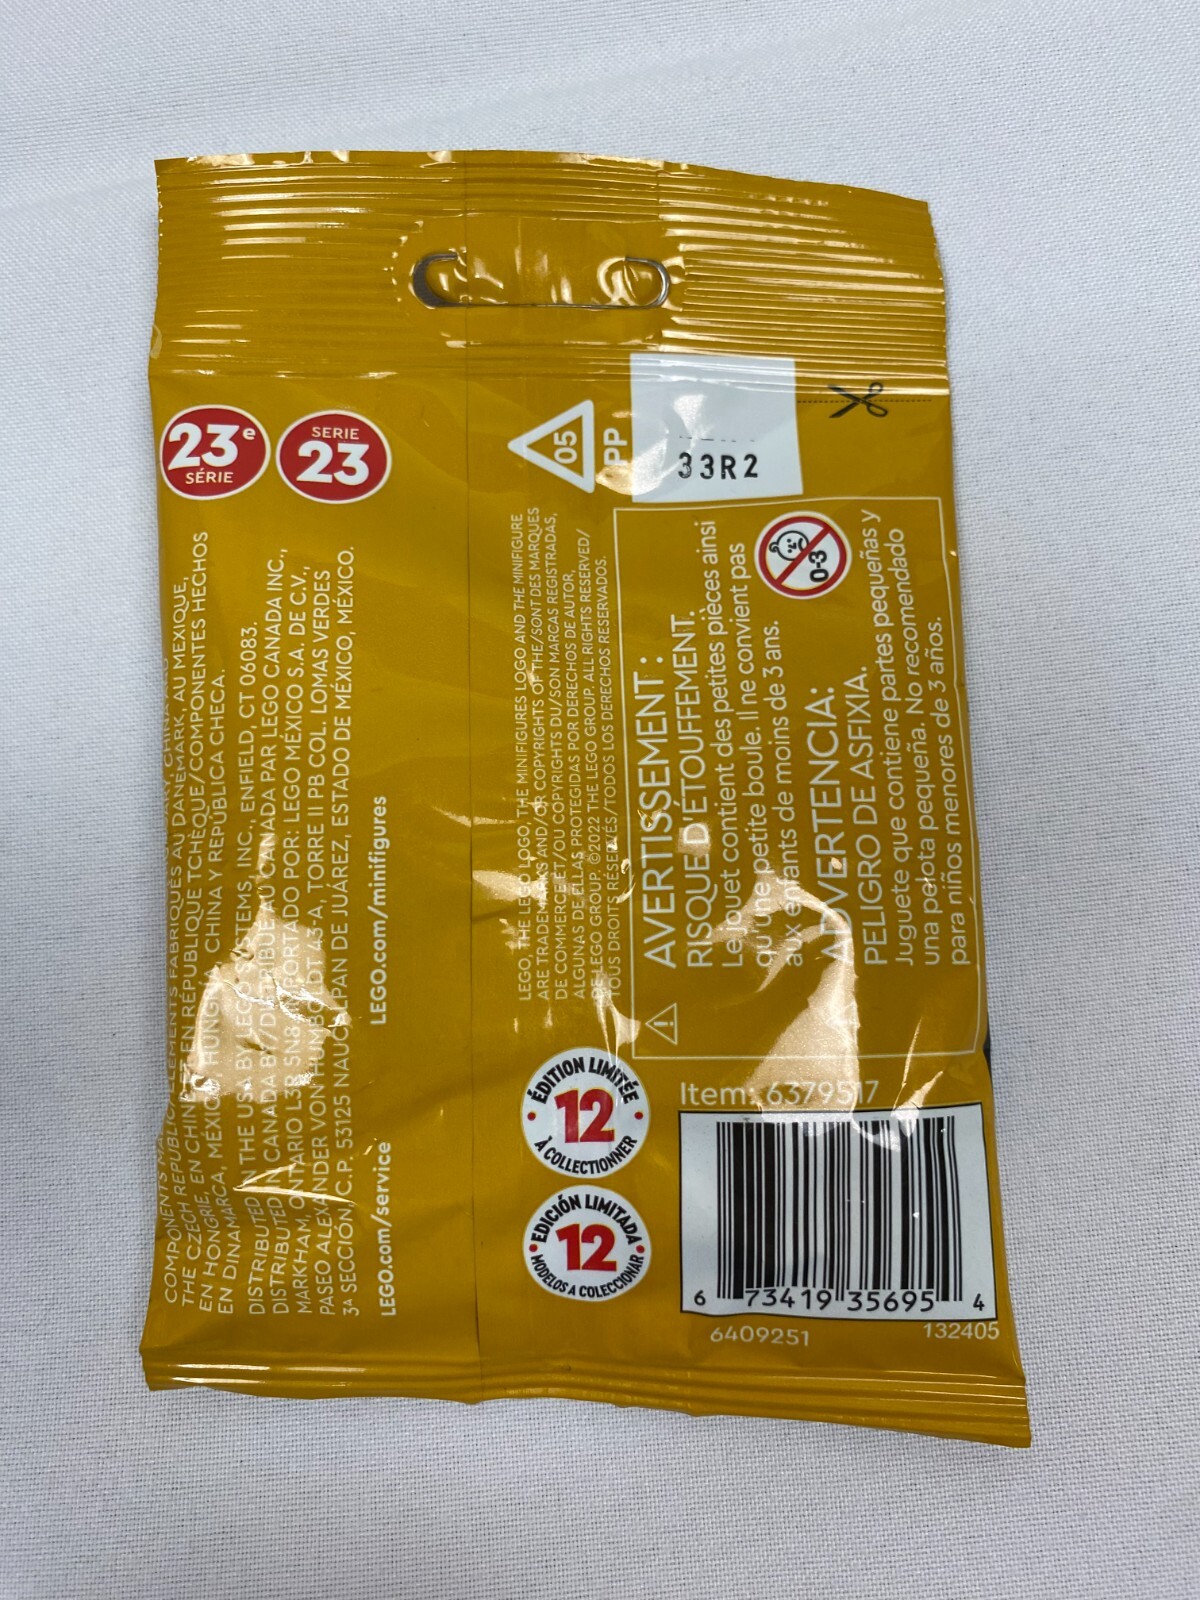 23e
SÉRIE
SERIE
23
05
PP
33R2
COMPONENTS
THE CZECH REPUBLIC
EN HONGRIE, EN CHINE EN RÉPUBLIQUE TCHÈQUE/COMPONENTES HECHOS
EN DINAMARCA, MÉXICO, HUNGRÍA, CHINA Y REPÚBLICA CHECA.
ÉLÉMENTS FABRIQUÉS AU DANEMARK, AU MEXIQUE,
DISTRIBUTED IN THE USA BY LEGO SYSTEMS, INC., ENFIELD, CT 06083.
DISTRIBUTED IN CANADA BY/DISTRIBUÉ AU CANADA PAR LEGO CANADA INC.,
MARKHAM, ONTARIO L3R 5N8. IMPORTADO POR: LEGO MÉXICO S.A. DE C.V.,
PASEO ALEXANDER VON HUMBOLDT 43-A, TORRE II PB COL. LOMAS VERDES
3ª SECCIÓN, C.P. 53125 NAUCALPAN DE JUÁREZ, ESTADO DE MÉXICO, MÉXICO.
LEGO.com/service LEGO.com/minifigures
LEGO, THE LEGO LOGO, THE MINIFIGURES LOGO AND THE MINIFIGURE
ARE TRADEMARKS AND/OR COPYRIGHTS OF THE/SONT DES MARQUES
DE COMMERCE ET/OU COPYRIGHTS DU/SON MARCAS REGISTRADAS,
ALGUNAS DE ELLAS PROTEGIDAS POR DERECHOS DE AUTOR,
DE LEGO GROUP. ©2022 THE LEGO GROUP. ALL RIGHTS RESERVED/
TOUS DROITS RÉSERVÉS/TODOS LOS DERECHOS RESERVADOS.
AVERTISSEMENT :
RISQUE D'ÉTOUFFEMENT.
Le jouet contient des petites pièces ainsi
qu'une petite boule. Il ne convient pas
aux enfants de moins de 3 ans.
0-3
ADVERTENCIA:
PELIGRO DE ASFIXIA.
Juguete que contiene partes pequeñas y
una pelota pequeña. No recomendado
para niños menores de 3 años.
ÉDITION LIMITÉE
12
À COLLECTIONNER
EDICIÓN LIMITADA
12
MODELOS A COLECCIONAR
Item: 6379517
6 73419 35695 4
6409251 132405